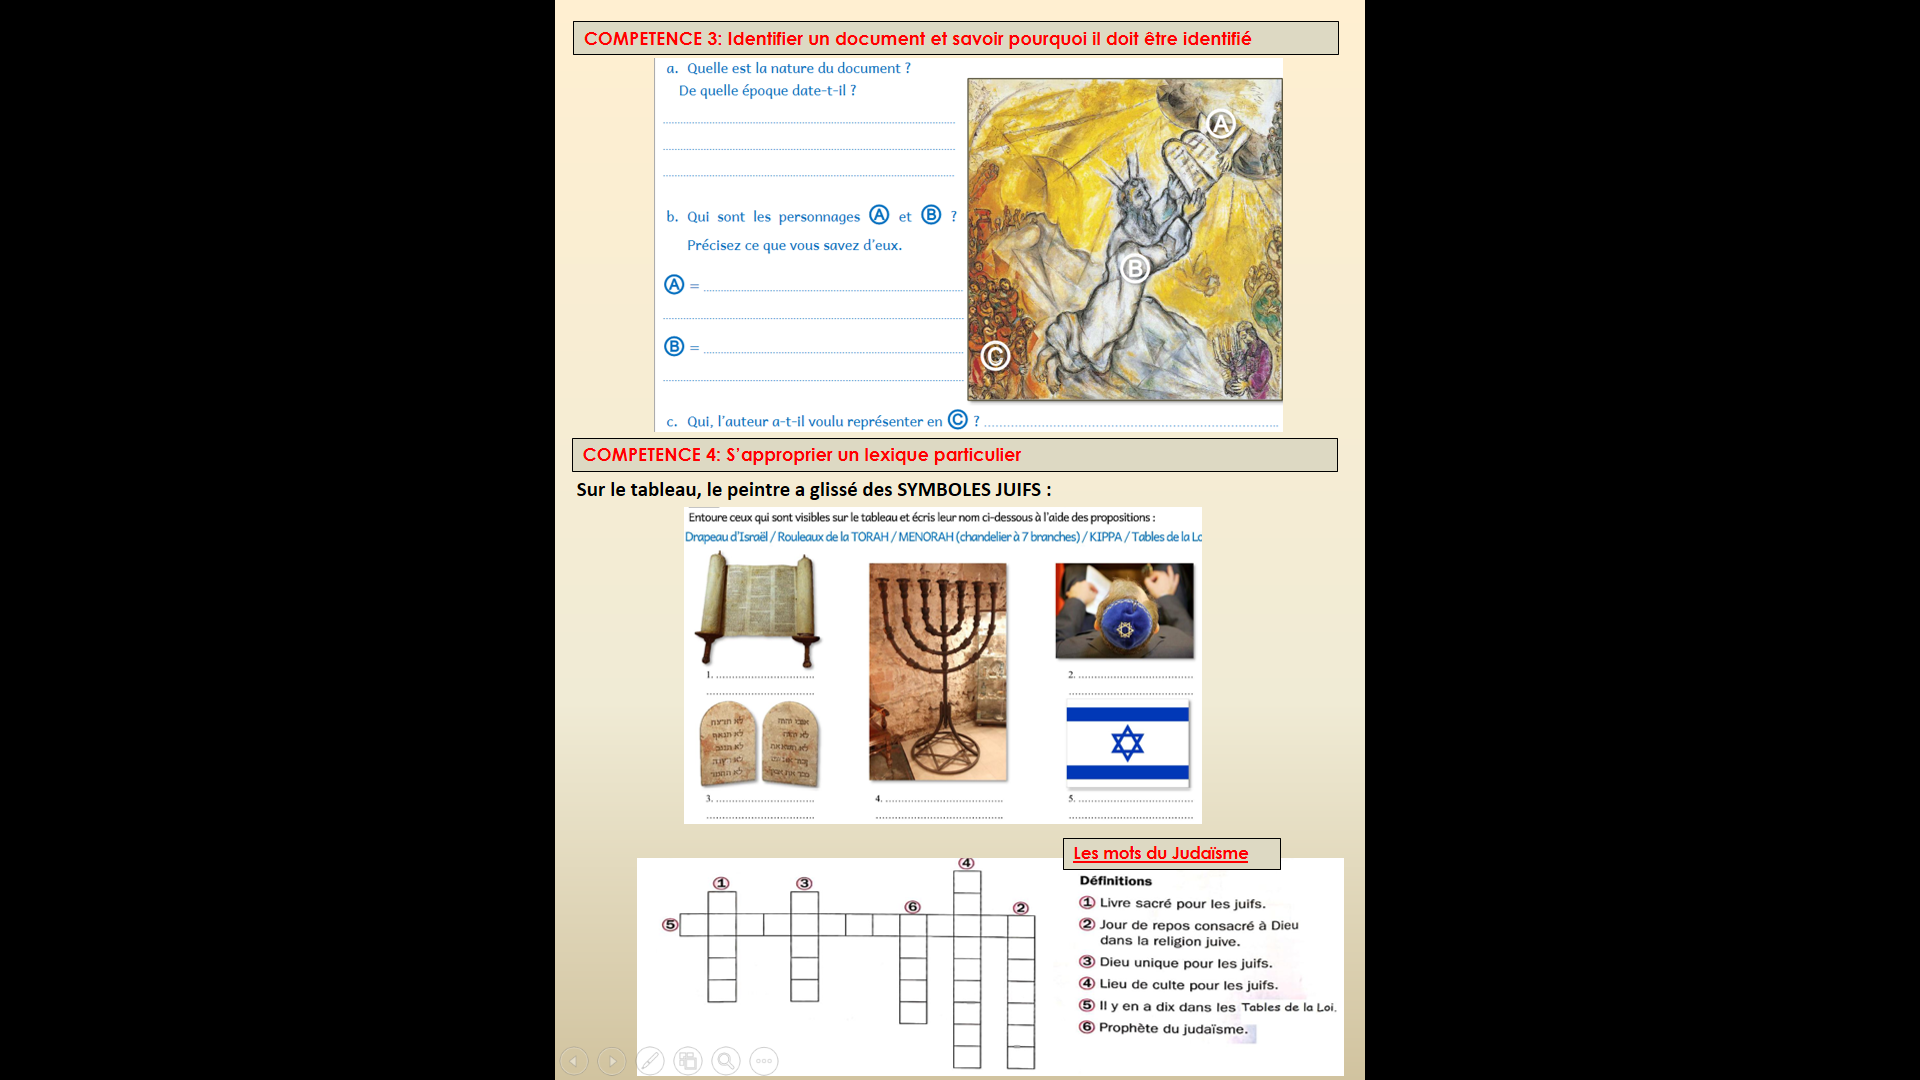 COMPETENCE 3: Identifier un document et savoir pourquoi il doit être identifié
a. Quelle est la nature du document ?
De quelle époque date-t-il ?
b. Qui sont les personnages Ⓐ et Ⓑ ?
Précisez ce que vous savez d'eux.
Ⓐ =
Ⓑ =
c. Qui, l'auteur a-t-il voulu représenter en Ⓒ ?
Ⓐ
Ⓑ
Ⓒ
COMPETENCE 4: S'approprier un lexique particulier
Sur le tableau, le peintre a glissé des SYMBOLES JUIFS :
Entoure ceux qui sont visibles sur le tableau et écris leur nom ci-dessous à l'aide des propositions :
Drapeau d'Israël / Rouleaux de la TORAH / MENORAH (chandelier à 7 branches) / KIPPA / Tables de la Lo
1.
2.
3.
4.
5.
Les mots du Judaïsme
① ③ ④ ⑥ ②
⑤
Définitions
① Livre sacré pour les juifs.
② Jour de repos consacré à Dieu
dans la religion juive.
③ Dieu unique pour les juifs.
④ Lieu de culte pour les juifs.
⑤ Il y en a dix dans les Tables de la Loi.
⑥ Prophète du judaïsme.